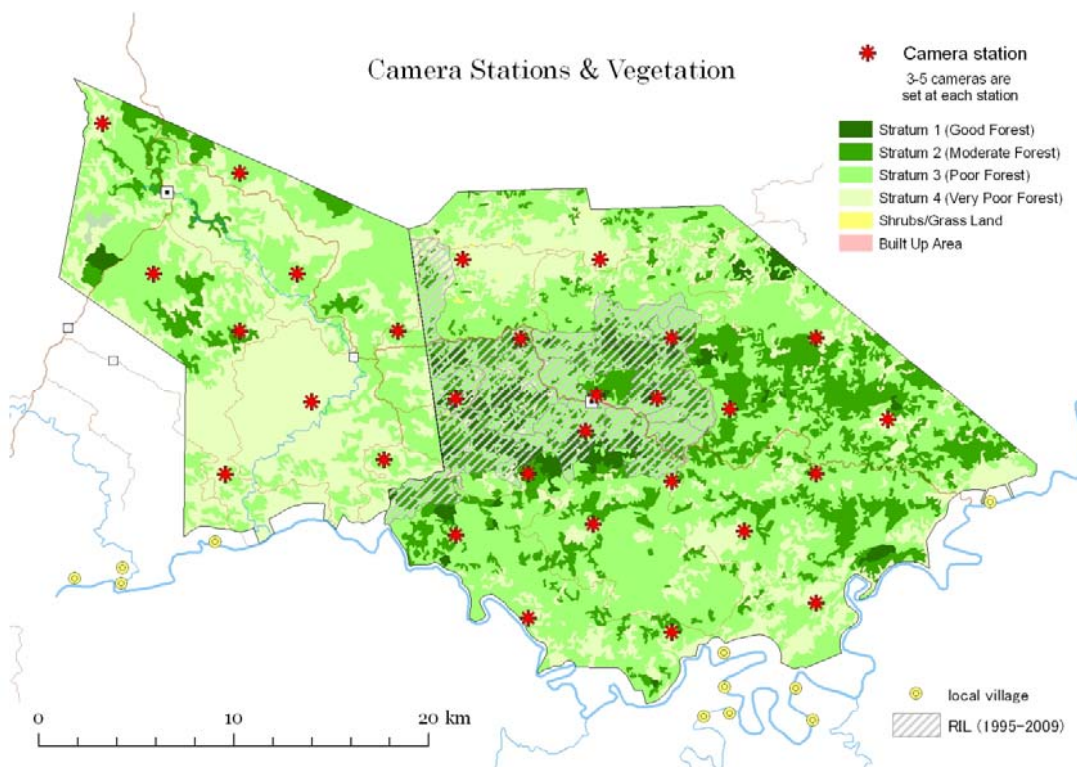 Camera Stations & Vegetation
Camera station
3-5 cameras are
set at each station
Stratum 1 (Good Forest)
Stratum 2 (Moderate Forest)
Stratum 3 (Poor Forest)
Stratum 4 (Very Poor Forest)
Shrubs/Grass Land
Built Up Area
local village
RIL (1995-2009)
0 10 20 km